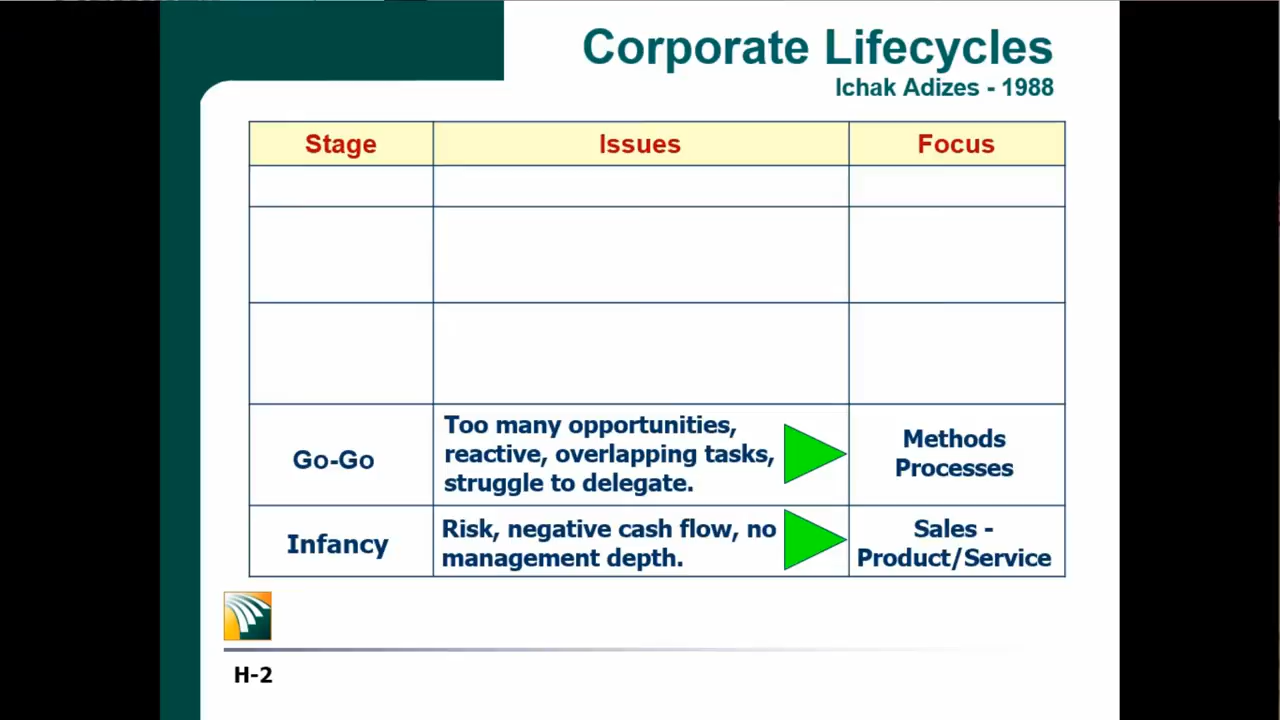 Corporate Lifecycles
Ichak Adizes - 1988
Stage
Issues
Focus
Go-Go
Too many opportunities,
reactive, overlapping tasks,
struggle to delegate.
Methods
Processes
Infancy
Risk, negative cash flow, no
management depth.
Sales -
Product/Service
H-2